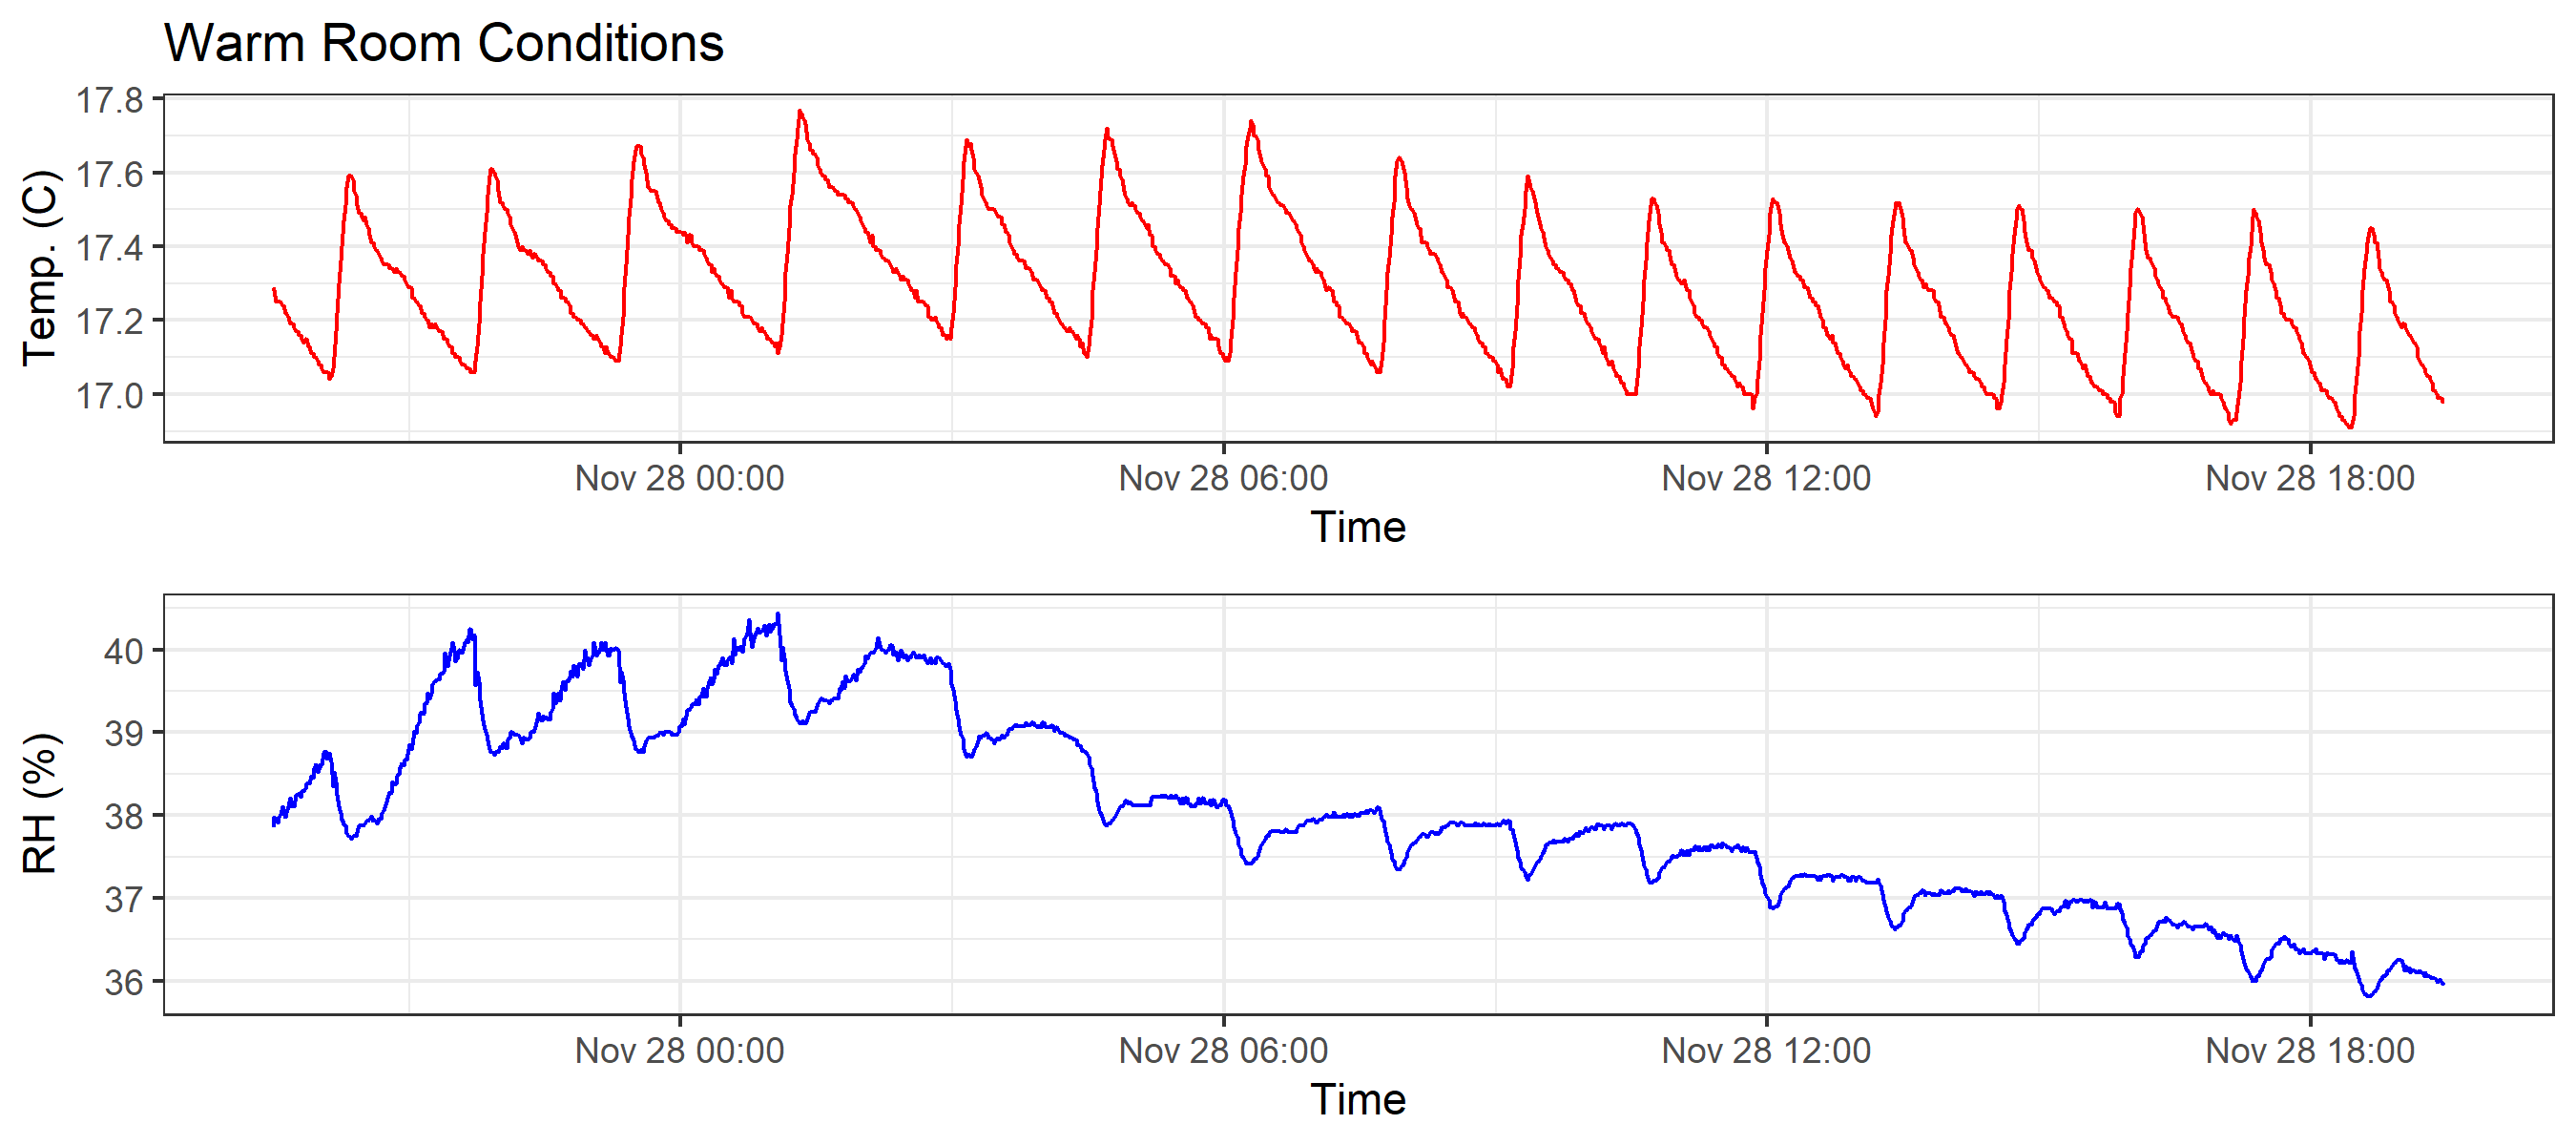 Warm Room Conditions
Temp. (C)
17.8
17.6
17.4
17.2
17.0
Nov 28 00:00 Nov 28 06:00 Nov 28 12:00 Nov 28 18:00
Time
RH (%)
40
39
38
37
36
Nov 28 00:00 Nov 28 06:00 Nov 28 12:00 Nov 28 18:00
Time